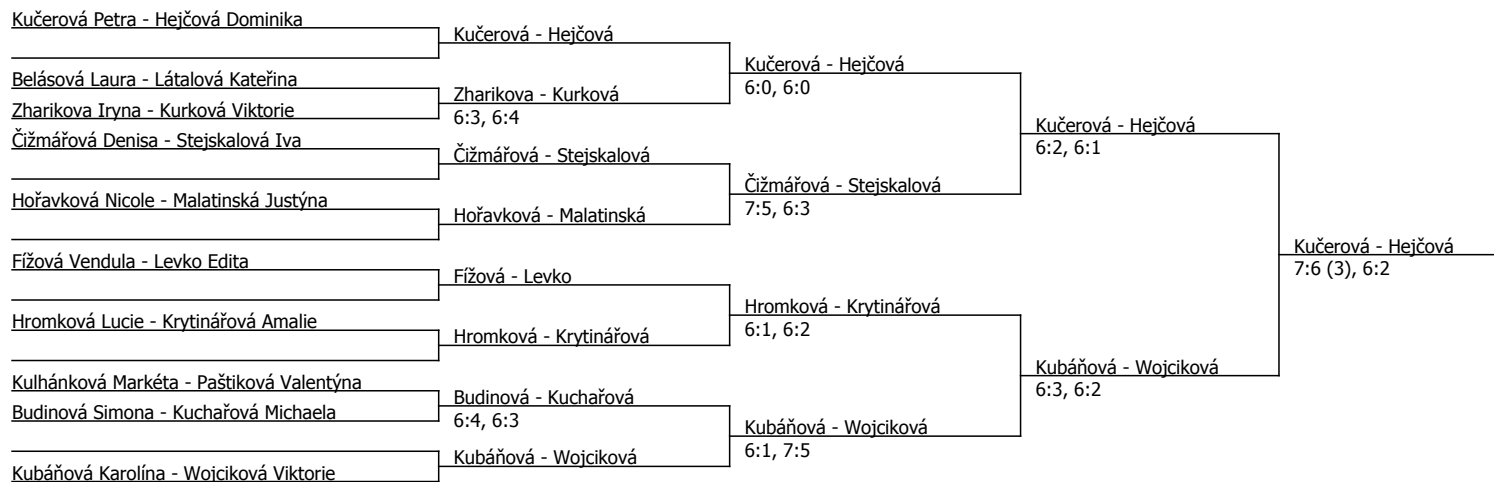 Kučerová Petra - Hejčová Dominika
Belásová Laura - Látalová Kateřina
Zharikova Iryna - Kurková Viktorie
Čižmářová Denisa - Stejskalová Iva
Hořavková Nicole - Malatinská Justýna
Fížová Vendula - Levko Edita
Hromková Lucie - Krytinářová Amalie
Kulhánková Markéta - Paštiková Valentýna
Budinová Simona - Kuchařová Michaela
Kubáňová Karolína - Wojciková Viktorie
Kučerová - Hejčová
Zharikova - Kurková
6:3, 6:4
Čižmářová - Stejskalová
Hořavková - Malatinská
Fížová - Levko
Hromková - Krytinářová
Budinová - Kuchařová
6:4, 6:3
Kubáňová - Wojciková
Kučerová - Hejčová
6:0, 6:0
Čižmářová - Stejskalová
7:5, 6:3
Hromková - Krytinářová
6:1, 6:2
Kubáňová - Wojciková
6:1, 7:5
Kučerová - Hejčová
6:2, 6:1
Kubáňová - Wojciková
6:3, 6:2
Kučerová - Hejčová
7:6 (3), 6:2